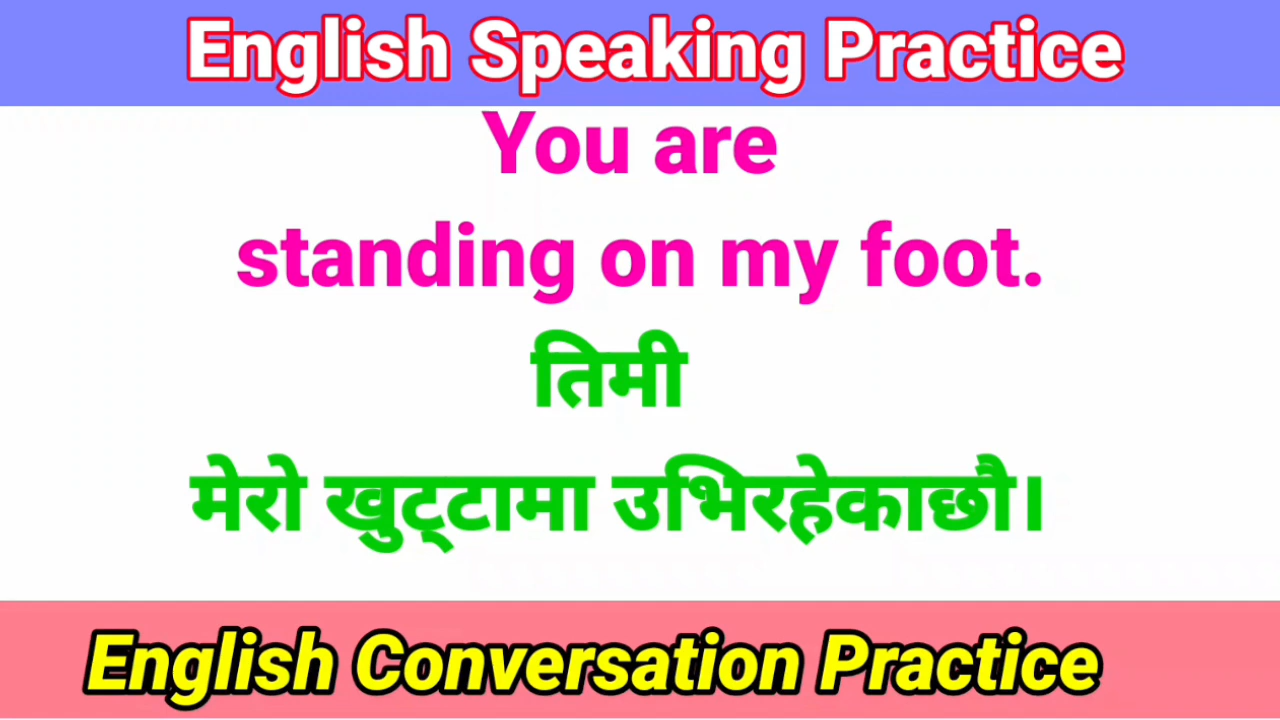 English Speaking Practice
You are
standing on my foot.
तिमी
मेरो खुट्टामा उभिरहेकाछौ।
English Conversation Practice